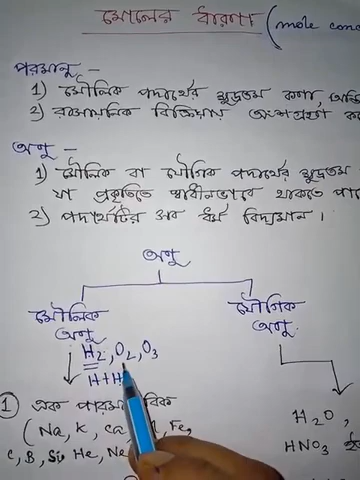 মোলের ধারণা (mole conc
পরমানু –
1) মৌলিক পদার্থের ক্ষুদ্রতম কণা,
2) রাসায়নিক বিক্রিয়ায় অংশগ্রহণ
অণু –
1) মৌলিক বা যৌগিক পদার্থের ক্ষুদ্রতম
যা প্রকৃতিতে স্বাধীনভাবে থাকতে
2) পদার্থটির সব ধর্ম বিদ্যমান।
অণু
মৌলিক অণু
H2, O2, O3
H+H
যৌগিক অণু
H2O,
HNO3
1 এক
(Na, K, Ca, Fe,
C, B, Si, He, Ne